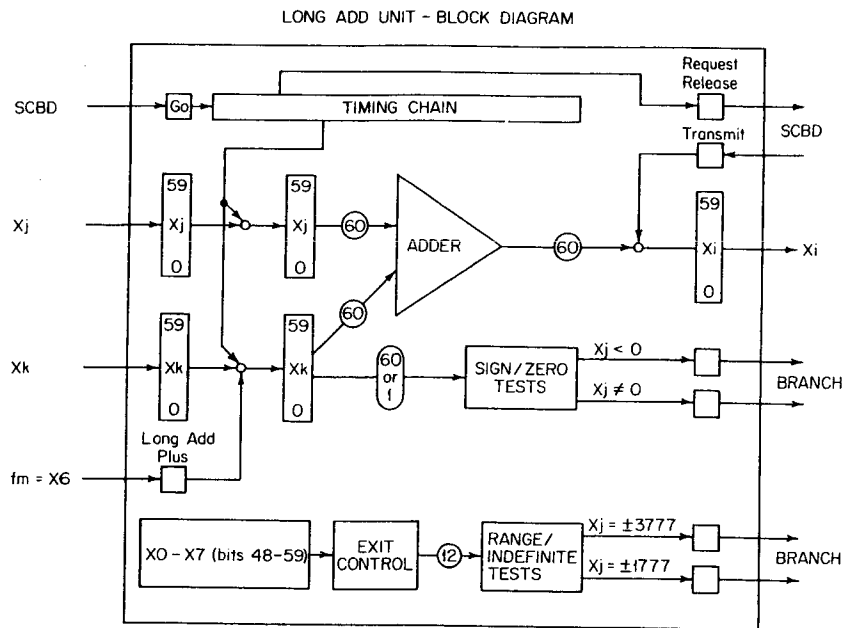 LONG ADD UNIT - BLOCK DIAGRAM
Request
Release
SCBD
Go
TIMING CHAIN
SCBD
Transmit
59
Xj
0
59
Xj
0
60
ADDER
60
59
Xi
0
Xj
Xi
60
59
Xk
0
59
Xk
0
Xk
60
or
1
SIGN/ZERO
TESTS
Xj < 0
Xj ≠ 0
BRANCH
Long Add
Plus
fm = X6
X0 - X7 (bits 48-59)
EXIT
CONTROL
12
RANGE/
INDEFINITE
TESTS
Xj = ±3777
Xj = ±1777
BRANCH